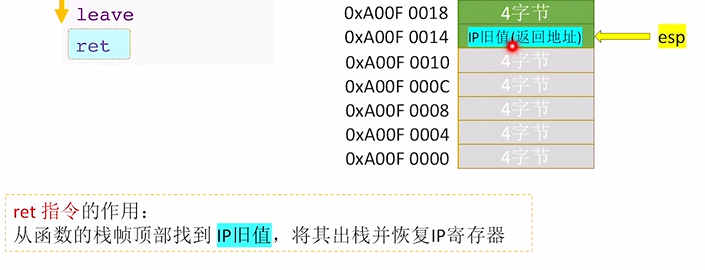 leave
ret
0xA00F 0018 4字节
0xA00F 0014 IP旧值(返回地址) esp
0xA00F 0010 4字节
0xA00F 000C 4字节
0xA00F 0008 4字节
0xA00F 0004 4字节
0xA00F 0000 4字节
ret 指令的作用：
从函数的栈帧顶部找到 IP旧值，将其出栈并恢复IP寄存器